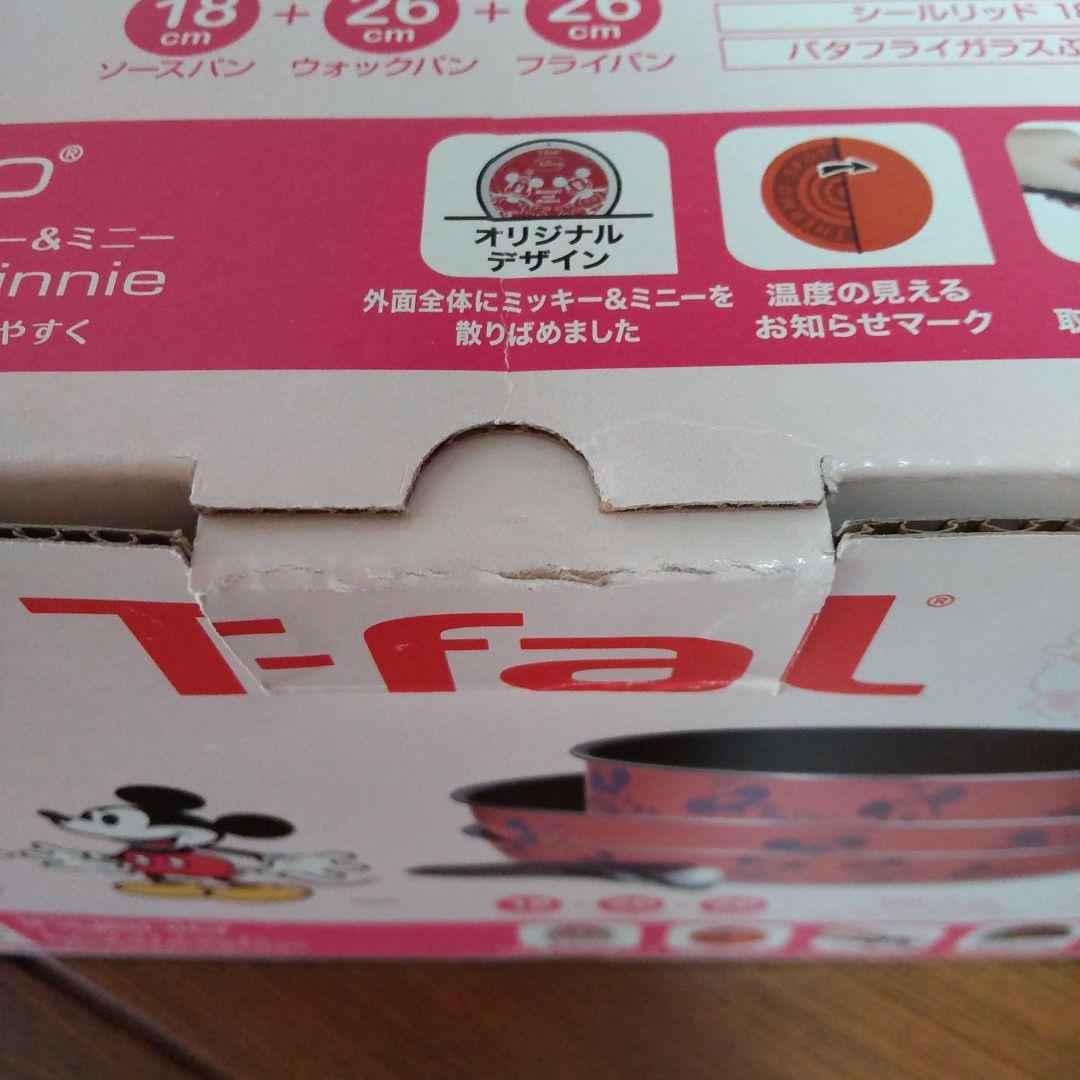 18 cm + 26 cm + 26 cm
ソースパン ウォックパン フライパン
シールリッド 18
バタフライガラスぶ
®
ー&ミニー
innie
やすく
オリジナル
デザイン
外面全体にミッキー&ミニーを
散りばめました
温度の見える
お知らせマーク
取
T-fal®